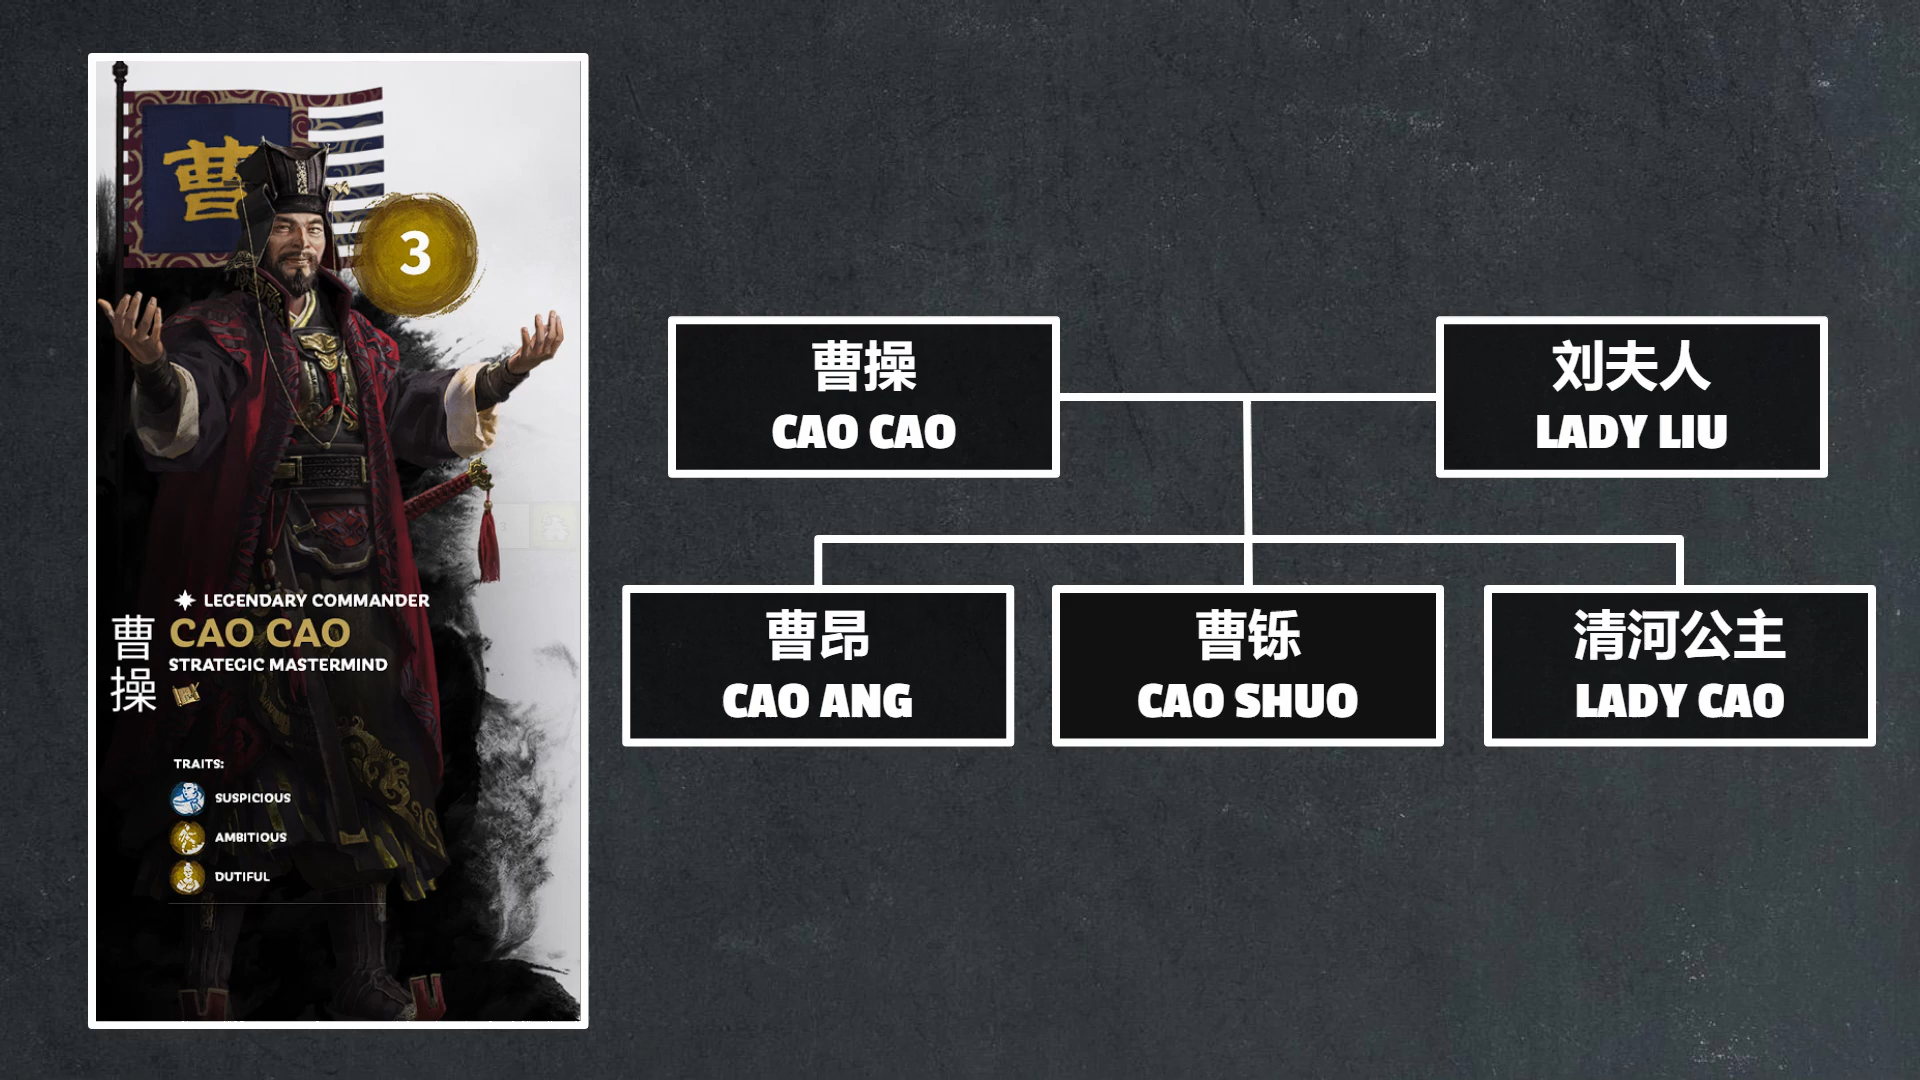 曹
3
LEGENDARY COMMANDER
曹操
CAO CAO
STRATEGIC MASTERMIND
TRAITS:
SUSPICIOUS
AMBITIOUS
DUTIFUL
曹操
CAO CAO
刘夫人
LADY LIU
曹昂
CAO ANG
曹铄
CAO SHUO
清河公主
LADY CAO